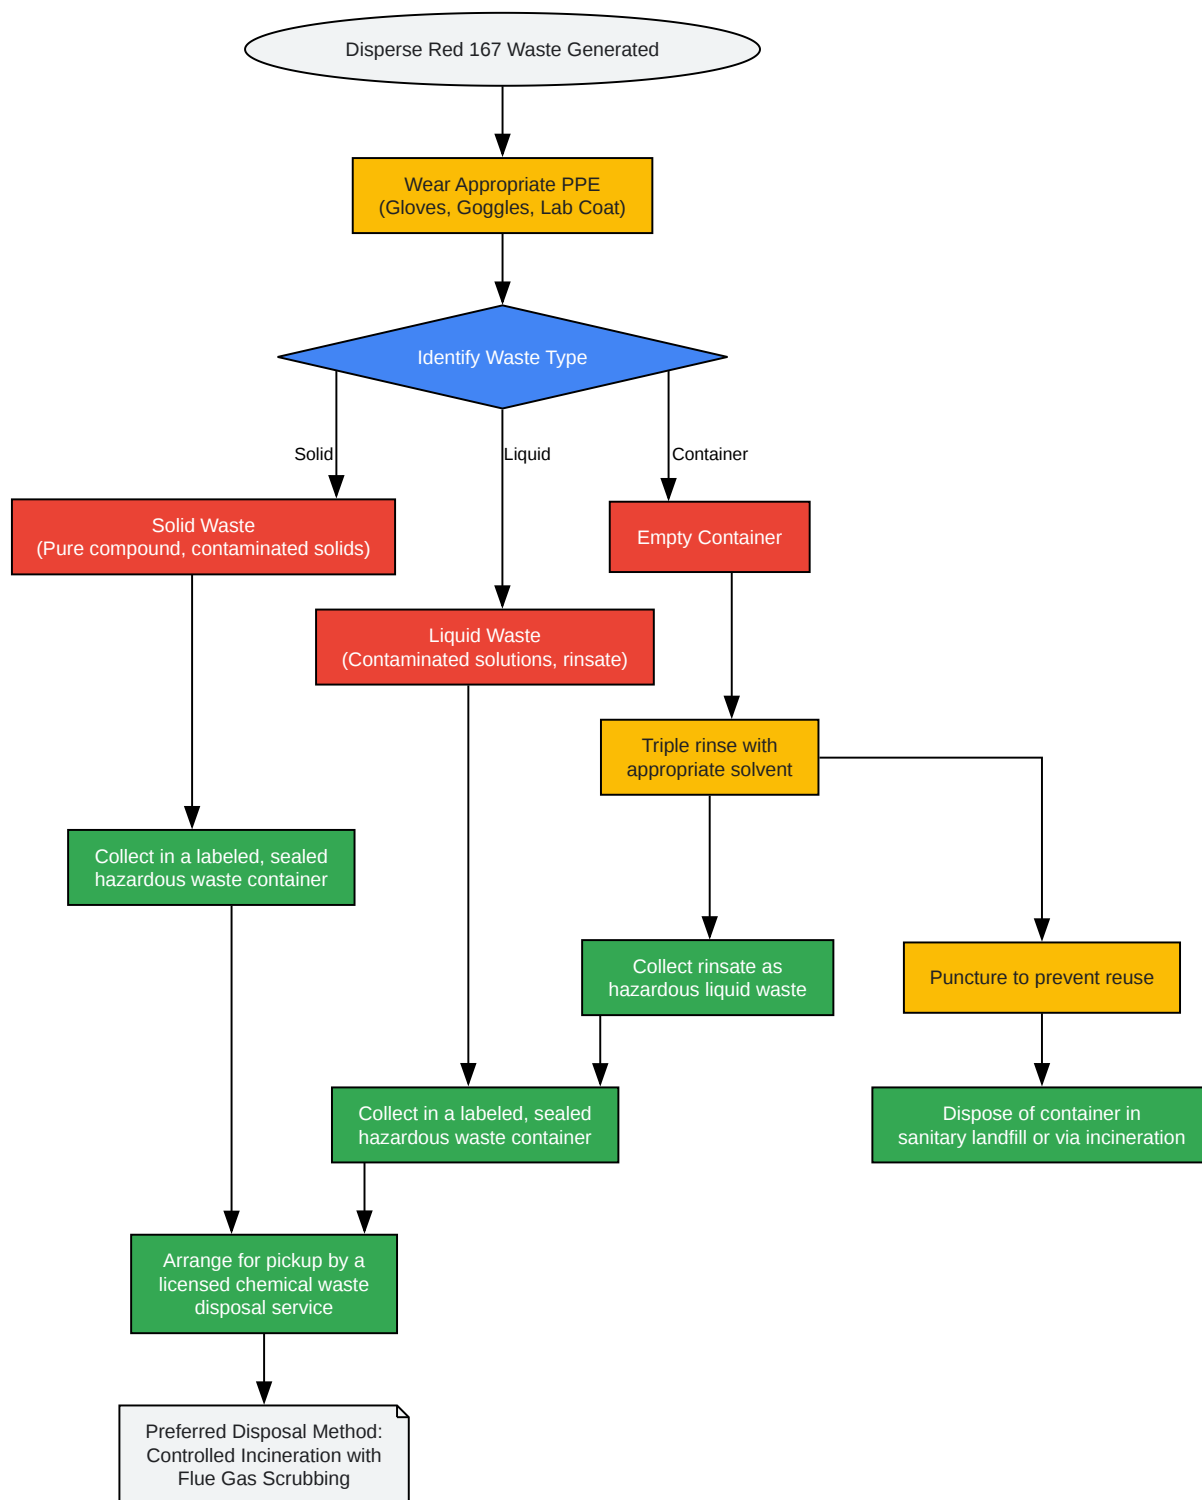 Disperse Red 167 Waste Generated
Wear Appropriate PPE
(Gloves, Goggles, Lab Coat)
Identify Waste Type
Solid
Liquid
Container
Solid Waste
(Pure compound, contaminated solids)
Empty Container
Liquid Waste
(Contaminated solutions, rinsate)
Triple rinse with
appropriate solvent
Collect in a labeled, sealed
hazardous waste container
Collect rinsate as
hazardous liquid waste
Puncture to prevent reuse
Collect in a labeled, sealed
hazardous waste container
Dispose of container in
sanitary landfill or via incineration
Arrange for pickup by a
licensed chemical waste
disposal service
Preferred Disposal Method:
Controlled Incineration with
Flue Gas Scrubbing